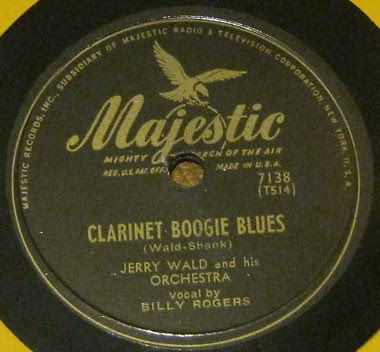 MAJESTIC RECORDS, INC., SUBSIDIARY OF MAJESTIC RADIO & TELEVISION CORPORATION, NEW YORK, U.S.A.
Majestic
MIGHTY MONARCH OF THE AIR
REG. U.S. PAT. OFF. MADE IN U.S.A.
7138
(T514)
CLARINET BOOGIE BLUES
(Wald-Shank)
JERRY WALD and his
ORCHESTRA
vocal by
BILLY ROGERS